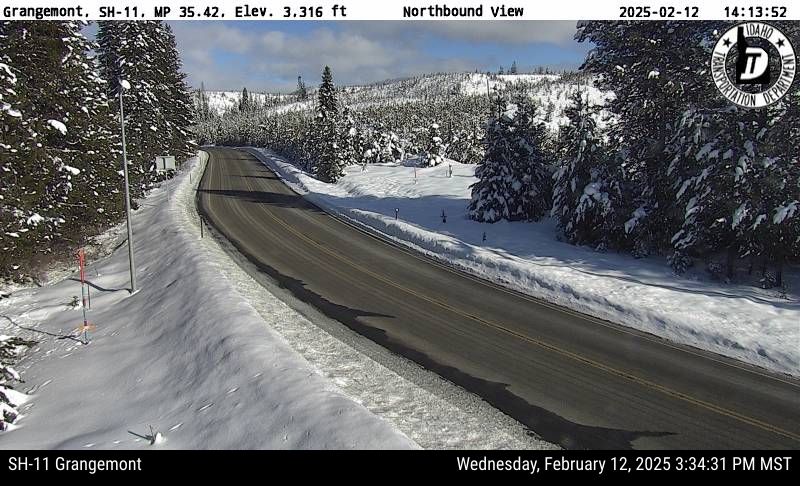 Grangemont, SH-11, MP 35.42, Elev. 3,316 ft Northbound View 2025-02-12 14:13:52
IDAHO
TRANSPORTATION DEPARTMENT
SH-11 Grangemont Wednesday, February 12, 2025 3:34:31 PM MST